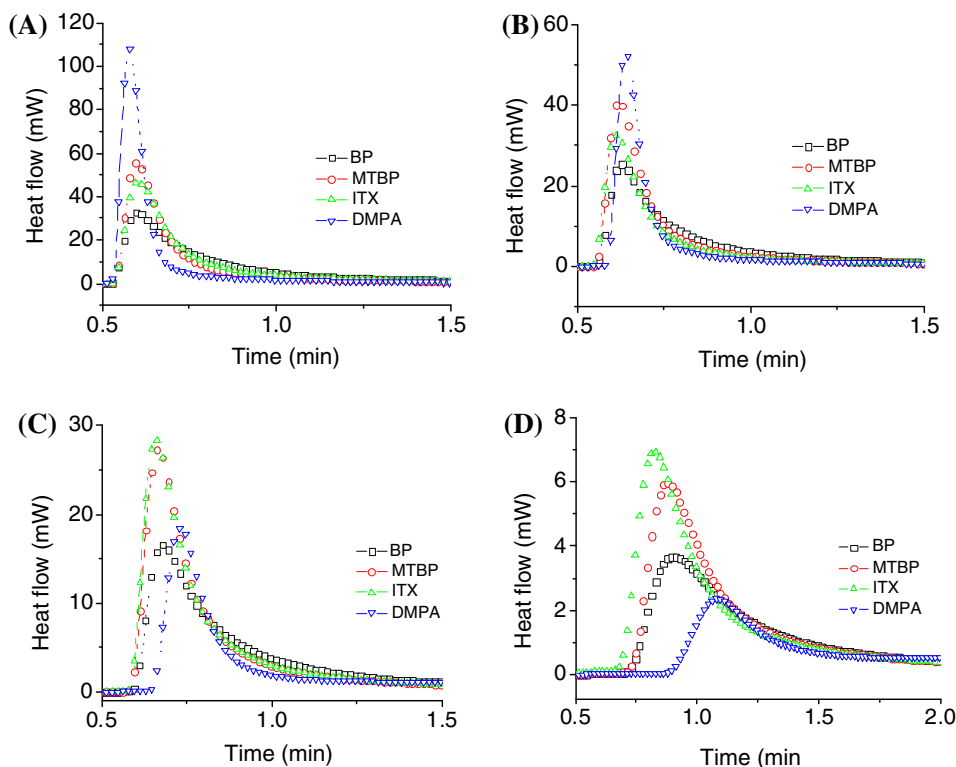 (A)
120
100
80
60
40
20
0
Heat flow (mW)
BP
MTBP
ITX
DMPA
0.5 1.0 1.5
Time (min)
(B)
60
40
20
0
Heat flow (mW)
BP
MTBP
ITX
DMPA
0.5 1.0 1.5
Time (min)
(C)
30
20
10
0
Heat flow (mW)
BP
MTBP
ITX
DMPA
0.5 1.0 1.5
Time (min)
(D)
8
6
4
2
0
Heat flow (mW)
BP
MTBP
ITX
DMPA
0.5 1.0 1.5 2.0
Time (min